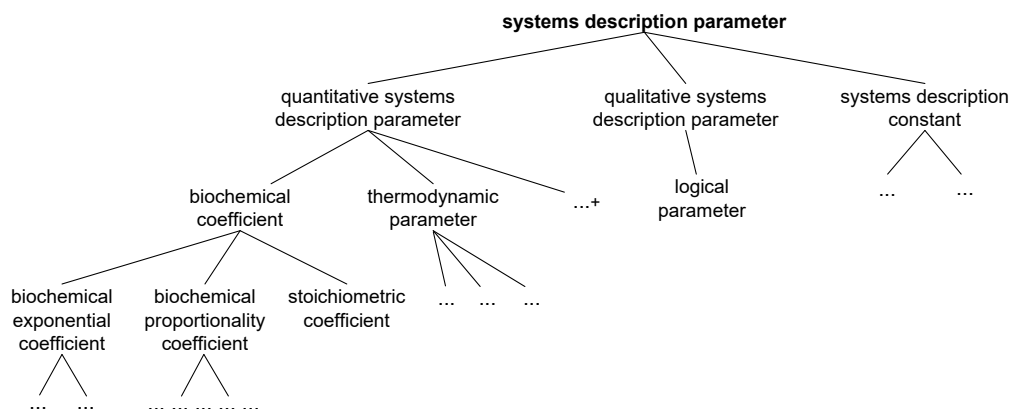 systems description parameter
quantitative systems
description parameter
qualitative systems
description parameter
systems description
constant
biochemical
coefficient
thermodynamic
parameter
...+
logical
parameter
... ...
biochemical
exponential
coefficient
biochemical
proportionality
coefficient
stoichiometric
coefficient
... ... ...
... ...
... ... ... ... ...